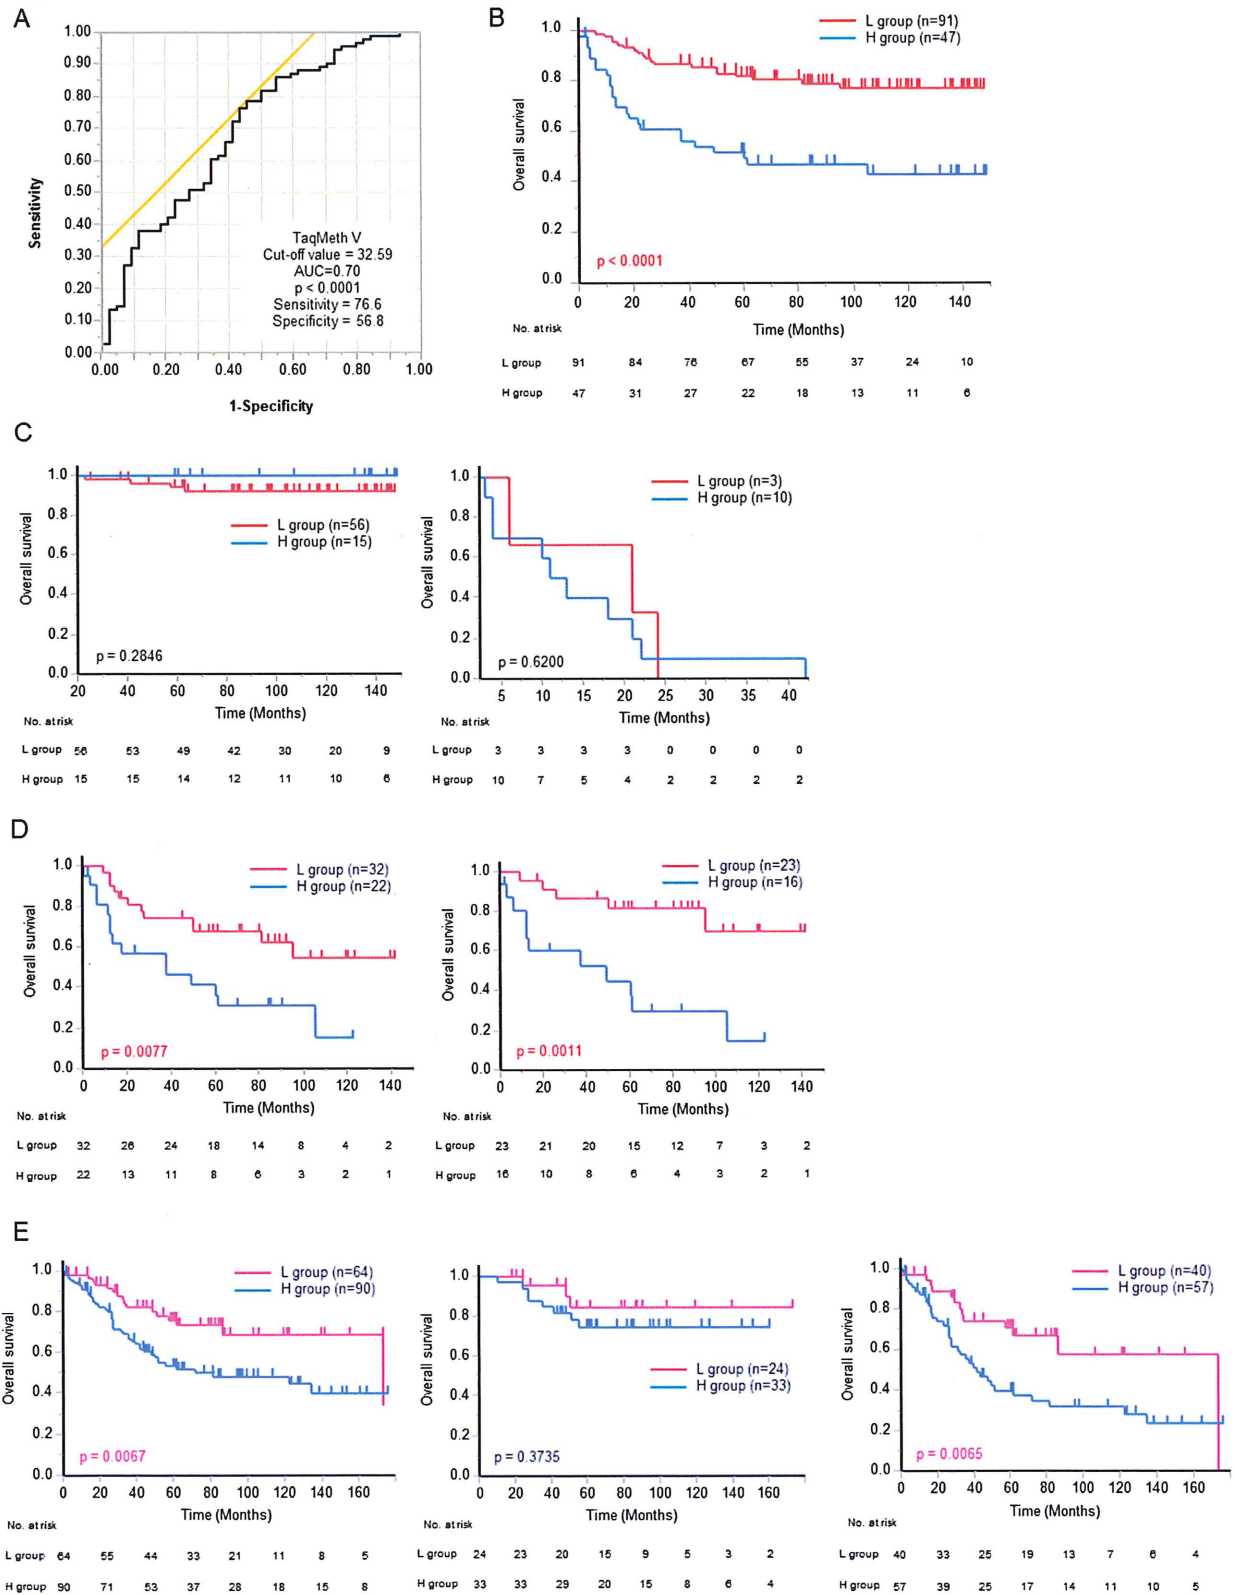 A
1.00
0.90
0.80
0.70
0.60
0.50
0.40
0.30
0.20
0.10
0.00
Sensitivity
TaqMeth V
Cut-off value = 32.59
AUC=0.70
p < 0.0001
Sensitivity = 76.6
Specificity = 56.8
0.00 0.20 0.40 0.60 0.80 1.00
1-Specificity
B
L group (n=91)
H group (n=47)
1.0
0.8
0.6
0.4
0.2
0.0
Overall survival
p < 0.0001
0 20 40 60 80 100 120 140
Time (Months)
No. at risk
L group 91 84 76 67 55 37 24 10
H group 47 31 27 22 18 13 11 6
C
1.0
0.8
0.6
0.4
0.2
0.0
Overall survival
L group (n=56)
H group (n=15)
p = 0.2846
20 40 60 80 100 120 140
Time (Months)
No. at risk
L group 56 53 49 42 30 20 9
H group 15 15 14 12 11 10 6
1.0
0.8
0.6
0.4
0.2
0.0
Overall survival
L group (n=3)
H group (n=10)
p = 0.6200
5 10 15 20 25 30 35 40
Time (Months)
No. at risk
L group 3 3 3 3 0 0 0 0
H group 10 7 5 4 2 2 2 2
D
1.0
0.8
0.6
0.4
0.2
0.0
Overall survival
L group (n=32)
H group (n=22)
p = 0.0077
0 20 40 60 80 100 120 140
Time (Months)
No. at risk
L group 32 26 24 18 14 8 4 2
H group 22 13 11 8 6 3 2 1
1.0
0.8
0.6
0.4
0.2
0.0
Overall survival
L group (n=23)
H group (n=16)
p = 0.0011
0 20 40 60 80 100 120 140
Time (Months)
No. at risk
L group 23 21 20 15 12 7 3 2
H group 16 10 8 6 4 3 2 1
E
1.0
0.8
0.6
0.4
0.2
0.0
Overall survival
L group (n=64)
H group (n=90)
p = 0.0067
0 20 40 60 80 100 120 140 160
Time (Months)
No. at risk
L group 64 55 44 33 21 11 8 5
H group 90 71 53 37 28 18 15 8
1.0
0.8
0.6
0.4
0.2
0.0
Overall survival
L group (n=24)
H group (n=33)
p = 0.3735
0 20 40 60 80 100 120 140 160
Time (Months)
No. at risk
L group 24 23 20 15 9 5 3 2
H group 33 33 29 20 15 8 6 4
1.0
0.8
0.6
0.4
0.2
0.0
Overall survival
L group (n=40)
H group (n=57)
p = 0.0065
0 20 40 60 80 100 120 140 160
Time (Months)
No. at risk
L group 40 33 25 19 13 7 6 4
H group 57 39 25 17 14 11 10 5